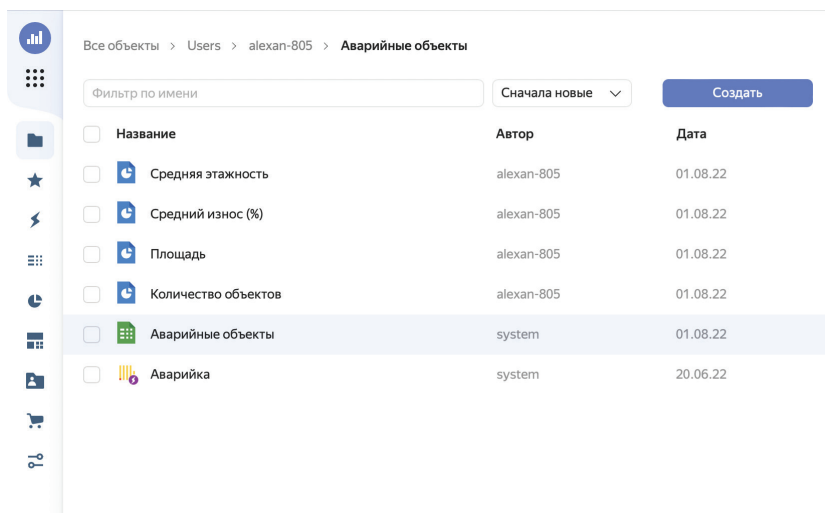 Все объекты > Users > alexan-805 > Аварийные объекты
Фильтр по имени Сначала новые Создать
Название Автор Дата
Средняя этажность alexan-805 01.08.22
Средний износ (%) alexan-805 01.08.22
Площадь alexan-805 01.08.22
Количество объектов alexan-805 01.08.22
Аварийные объекты system 01.08.22
Аварийка system 20.06.22